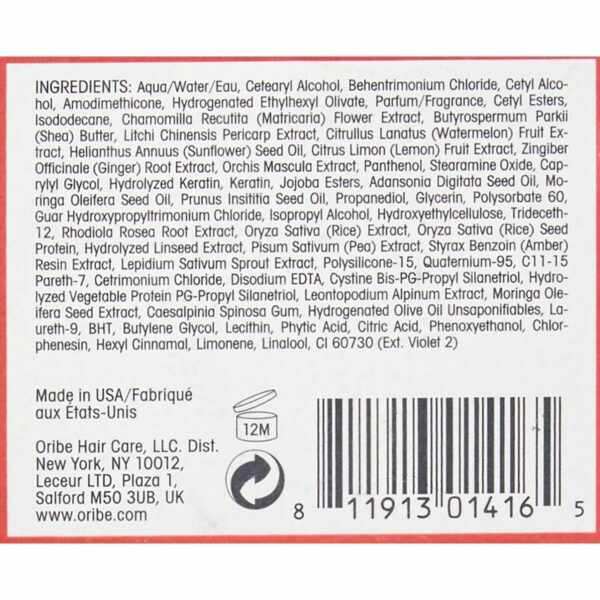 INGREDIENTS: Aqua/Water/Eau, Cetearyl Alcohol, Behentrimonium Chloride, Cetyl Alco-
hol, Amodimethicone, Hydrogenated Ethylhexyl Olivate, Parfum/Fragrance, Cetyl Esters,
Isododecane, Chamomilla Recutita (Matricaria) Flower Extract, Butyrospermum Parkii
(Shea) Butter, Litchi Chinensis Pericarp Extract, Citrullus Lanatus (Watermelon) Fruit Ex-
tract, Helianthus Annuus (Sunflower) Seed Oil, Citrus Limon (Lemon) Fruit Extract, Zingiber
Officinale (Ginger) Root Extract, Orchis Mascula Extract, Panthenol, Stearamine Oxide, Cap-
rylyl Glycol, Hydrolyzed Keratin, Keratin, Jojoba Esters, Adansonia Digitata Seed Oil, Mo-
ringa Oleifera Seed Oil, Prunus Insititia Seed Oil, Propanediol, Glycerin, Polysorbate 60,
Guar Hydroxypropyltrimonium Chloride, Isopropyl Alcohol, Hydroxyethylcellulose, Trideceth-
12, Rhodiola Rosea Root Extract, Oryza Sativa (Rice) Extract, Oryza Sativa (Rice) Seed
Protein, Hydrolyzed Linseed Extract, Pisum Sativum (Pea) Extract, Styrax Benzoin (Amber)
Resin Extract, Lepidium Sativum Sprout Extract, Polysilicone-15, Quaternium-95, C11-15
Pareth-7, Cetrimonium Chloride, Disodium EDTA, Cystine Bis-PG-Propyl Silanetriol, Hydro-
lyzed Vegetable Protein PG-Propyl Silanetriol, Leontopodium Alpinum Extract, Moringa Ole-
ifera Seed Extract, Caesalpinia Spinosa Gum, Hydrogenated Olive Oil Unsaponifiables, La-
ureth-9, BHT, Butylene Glycol, Lecithin, Phytic Acid, Citric Acid, Phenoxyethanol, Chlor-
phenesin, Hexyl Cinnamal, Limonene, Linalool, CI 60730 (Ext. Violet 2)
Made in USA/Fabriqué
aux États-Unis
12M
Oribe Hair Care, LLC. Dist.
New York, NY 10012,
Leceur LTD, Plaza 1,
Salford M50 3UB, UK
www.oribe.com
8 11913 01416 5